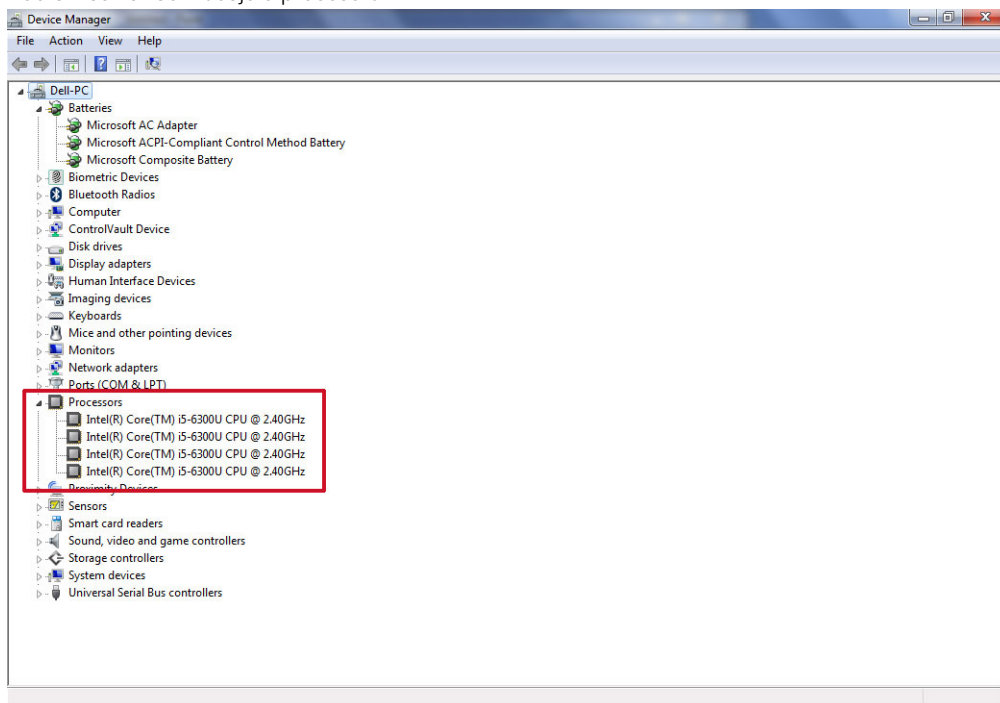 Device Manager
File Action View Help
Dell-PC
Batteries
Microsoft AC Adapter
Microsoft ACPI-Compliant Control Method Battery
Microsoft Composite Battery
Biometric Devices
Bluetooth Radios
Computer
ControlVault Device
Disk drives
Display adapters
Human Interface Devices
Imaging devices
Keyboards
Mice and other pointing devices
Monitors
Network adapters
Ports (COM & LPT)
Processors
Intel(R) Core(TM) i5-6300U CPU @ 2.40GHz
Intel(R) Core(TM) i5-6300U CPU @ 2.40GHz
Intel(R) Core(TM) i5-6300U CPU @ 2.40GHz
Intel(R) Core(TM) i5-6300U CPU @ 2.40GHz
Proximity Devices
Sensors
Smart card readers
Sound, video and game controllers
Storage controllers
System devices
Universal Serial Bus controllers